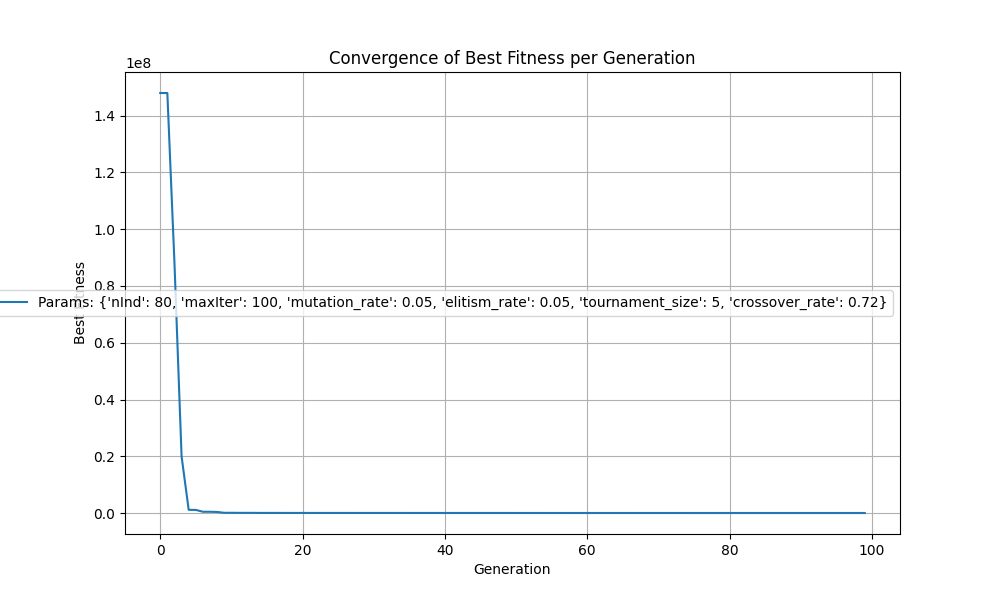 Convergence of Best Fitness per Generation
1e8
1.4
1.2
1.0
0.8
Params: {'nInd': 80, 'maxIter': 100, 'mutation_rate': 0.05, 'elitism_rate': 0.05, 'tournament_size': 5, 'crossover_rate': 0.72}
0.6
0.4
0.2
0.0
0 20 40 60 80 100
Generation
Best